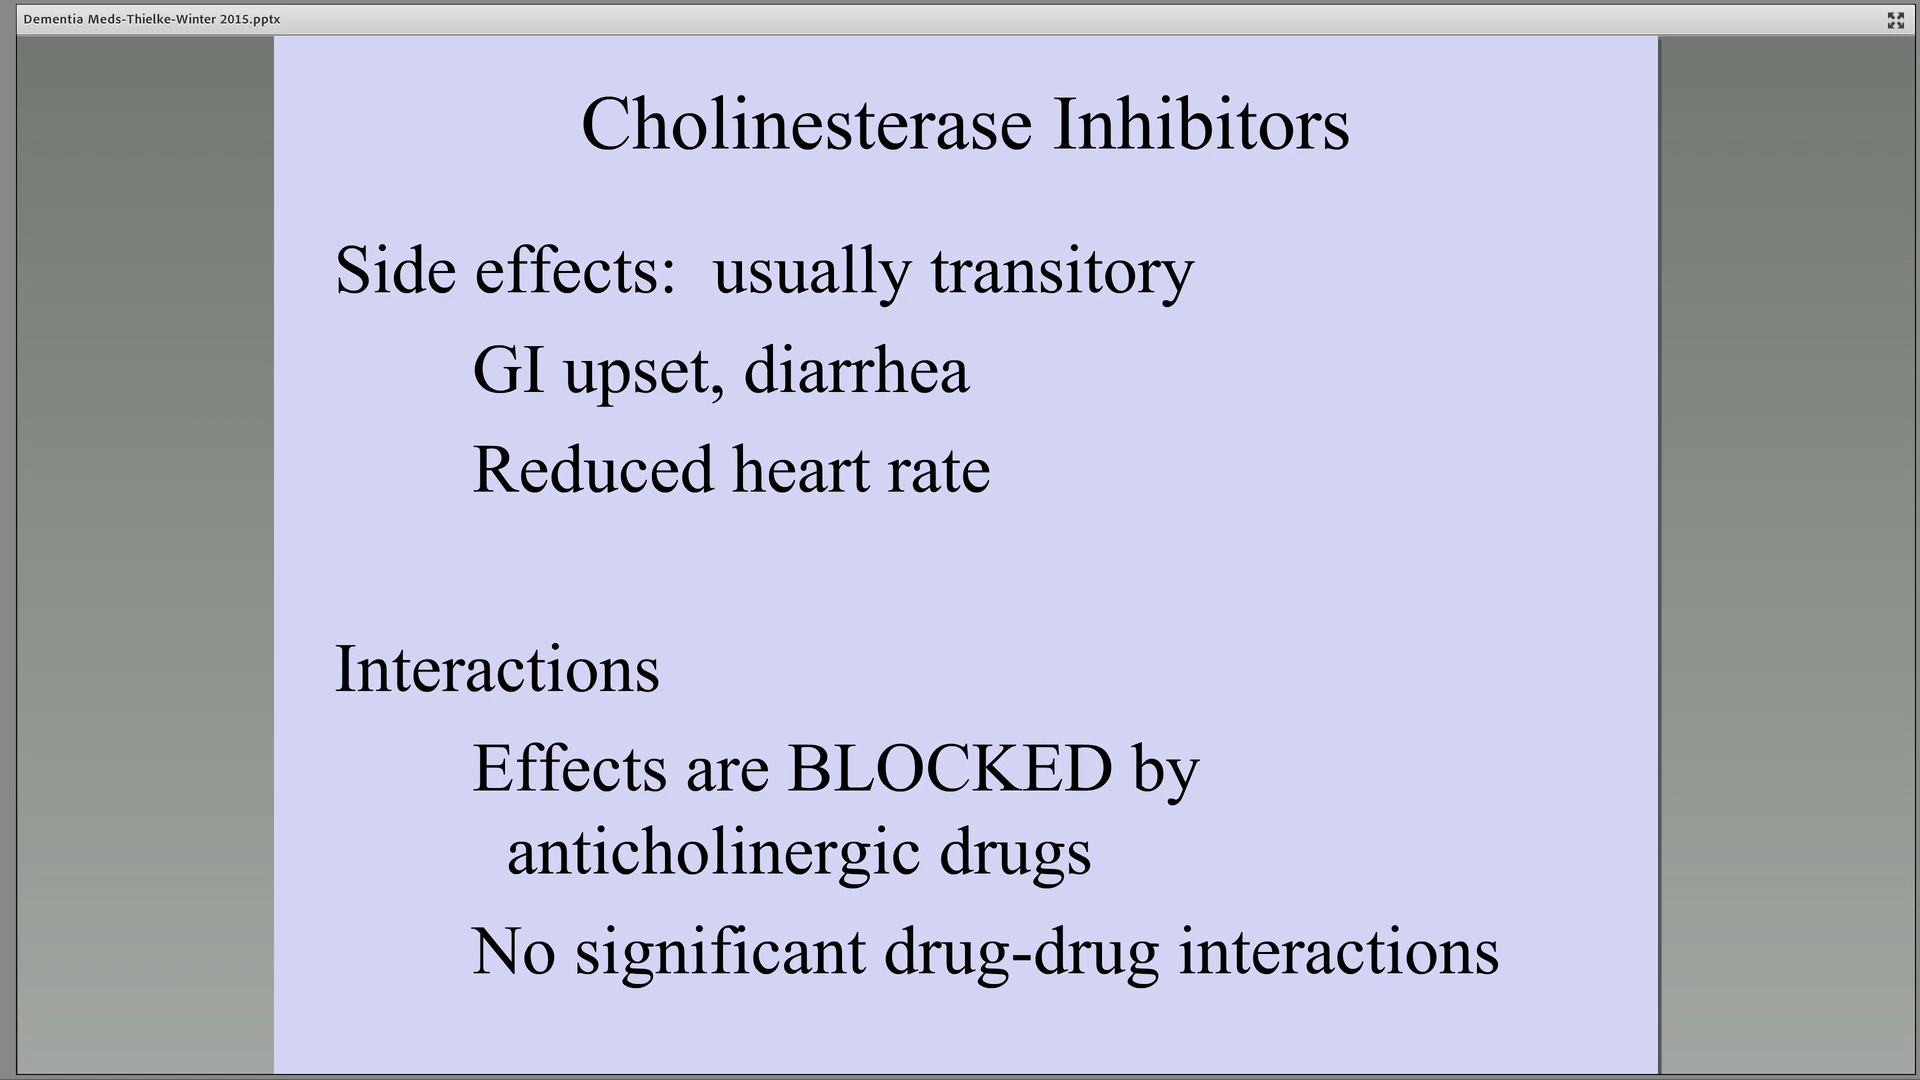 Dementia Meds-Thielke-Winter 2015.pptx
Cholinesterase Inhibitors
Side effects:  usually transitory
GI upset, diarrhea
Reduced heart rate
Interactions
Effects are BLOCKED by
anticholinergic drugs
No significant drug-drug interactions